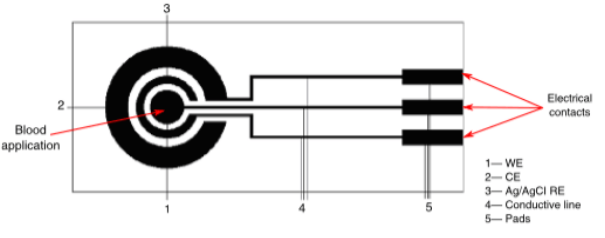 3
2
Blood
application
Electrical
contacts
1
4
5
1— WE
2— CE
3— Ag/AgCl RE
4— Conductive line
5— Pads